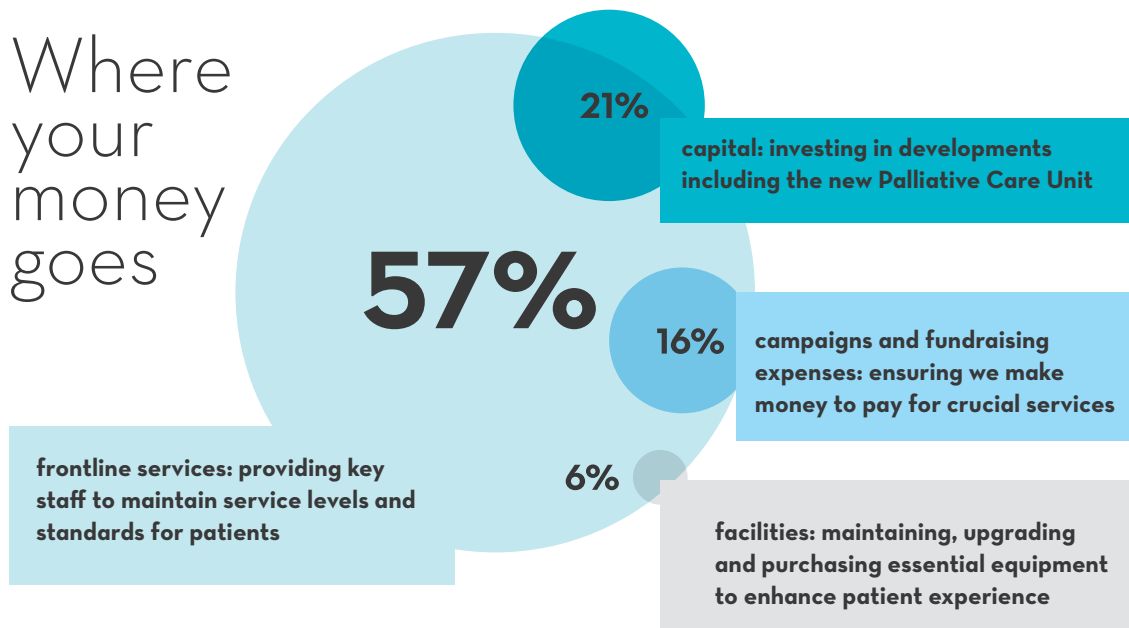 Where
your
money
goes
57%
frontline services: providing key
staff to maintain service levels and
standards for patients
21%
capital: investing in developments
including the new Palliative Care Unit
16%
campaigns and fundraising
expenses: ensuring we make
money to pay for crucial services
6%
facilities: maintaining, upgrading
and purchasing essential equipment
to enhance patient experience